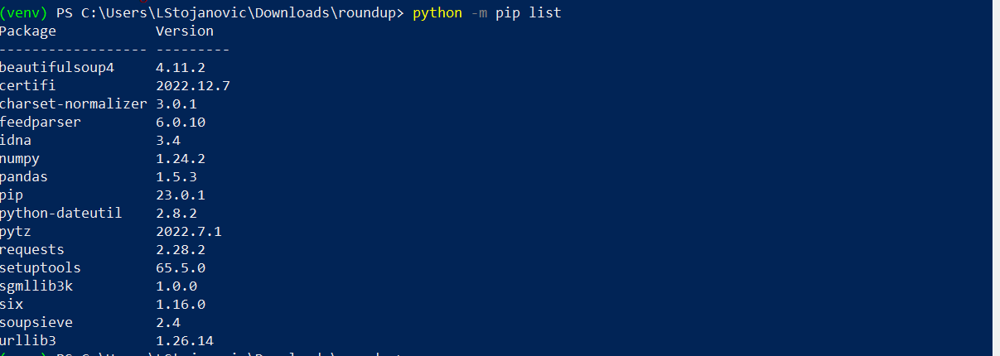 (venv) PS C:\Users\LStojanovic\Downloads\roundup> python -m pip list
Package            Version
------------------ ---------
beautifulsoup4     4.11.2
certifi            2022.12.7
charset-normalizer 3.0.1
feedparser         6.0.10
idna               3.4
numpy              1.24.2
pandas             1.5.3
pip                23.0.1
python-dateutil    2.8.2
pytz               2022.7.1
requests           2.28.2
setuptools         65.5.0
sgmllib3k          1.0.0
six                1.16.0
soupsieve          2.4
urllib3            1.26.14